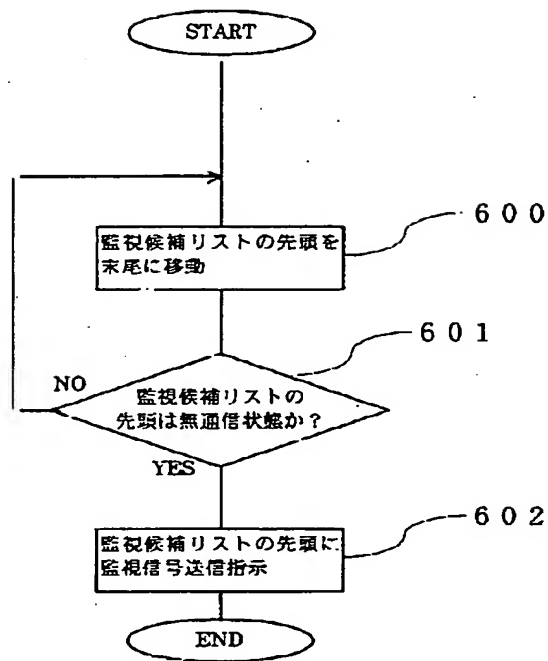 START
監視候補リストの先頭を
末尾に移動
600
601
NO
監視候補リストの
先頭は無通信状態か？
YES
602
監視候補リストの先頭に
監視信号送信指示
END